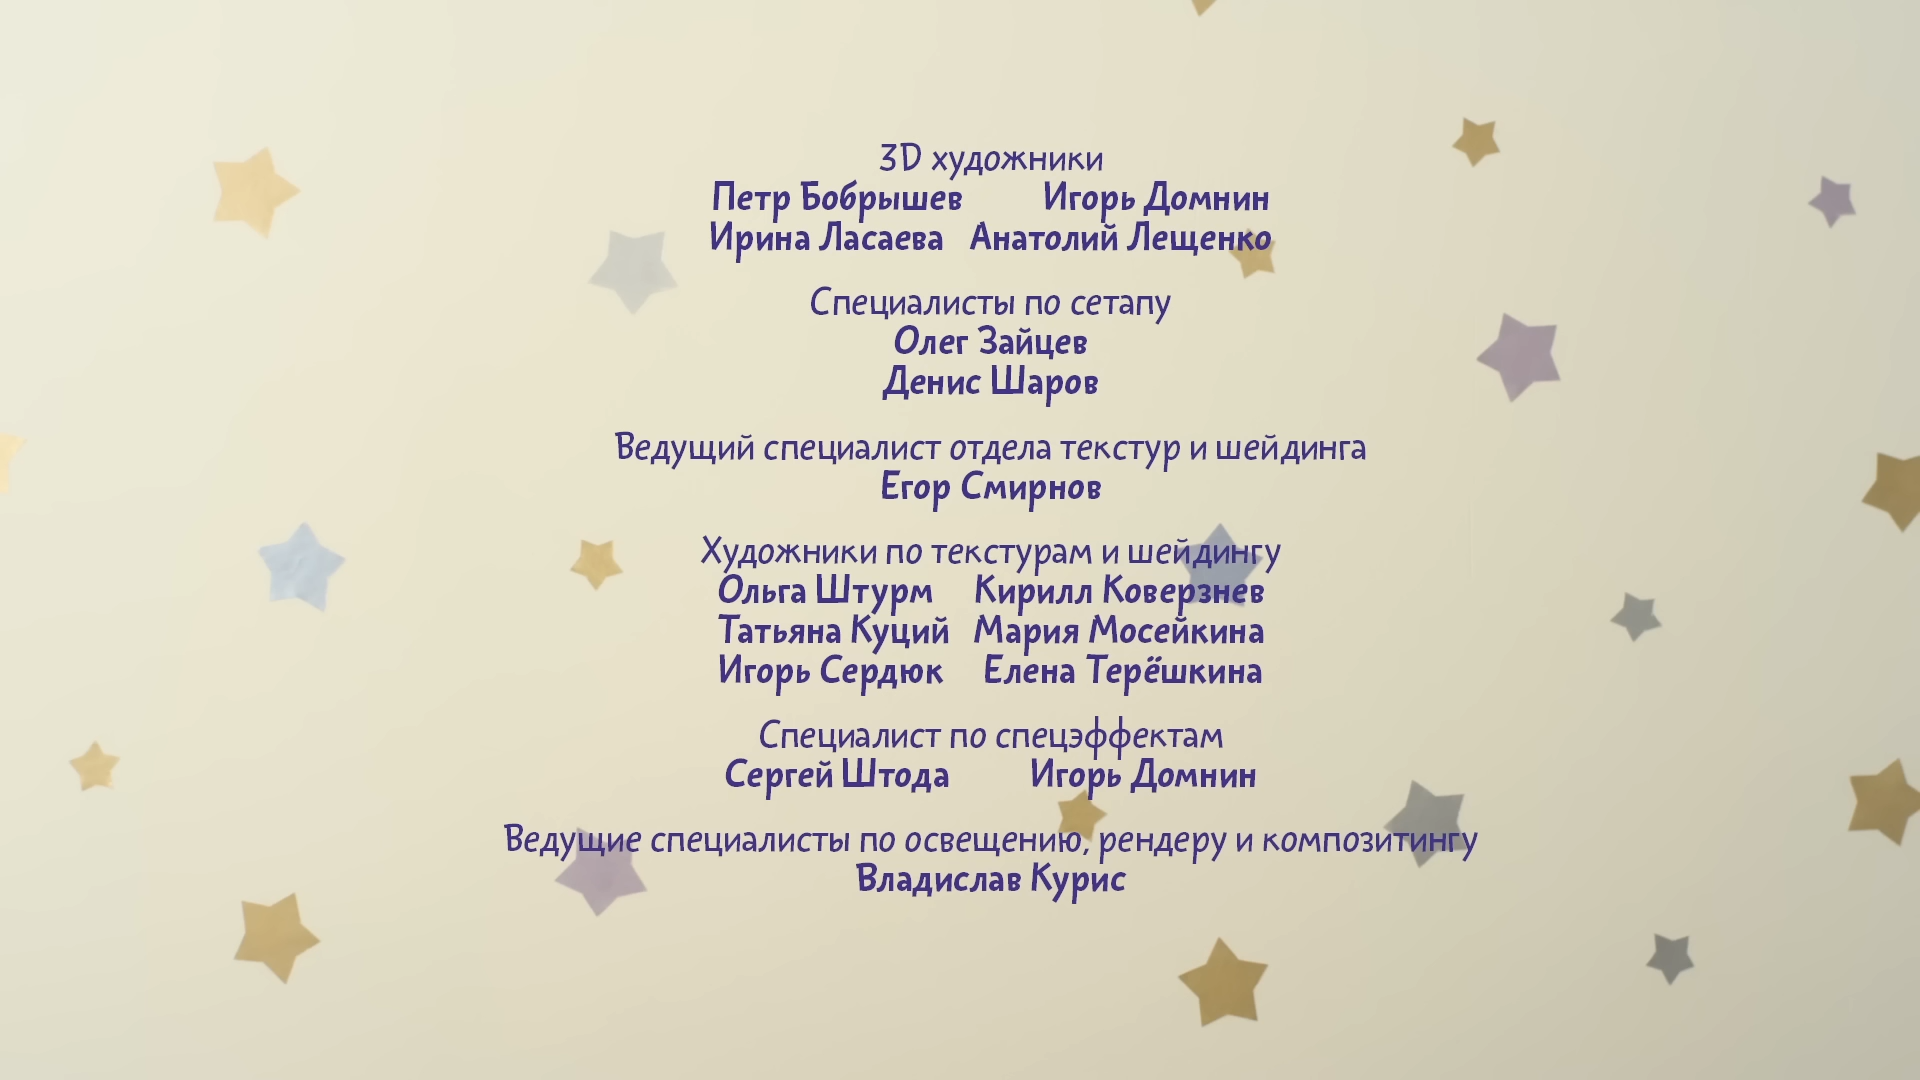 3D художники
Петр Бобрышев Игорь Домнин
Ирина Ласаева Анатолий Лещенко
Специалисты по сетапу
Олег Зайцев
Денис Шаров
Ведущий специалист отдела текстур и шейдинга
Егор Смирнов
Художники по текстурам и шейдингу
Ольга Штурм Кирилл Коверзнев
Татьяна Куций Мария Мосейкина
Игорь Сердюк Елена Терёшкина
Специалист по спецэффектам
Сергей Штода Игорь Домнин
Ведущие специалисты по освещению, рендеру и композитингу
Владислав Курис